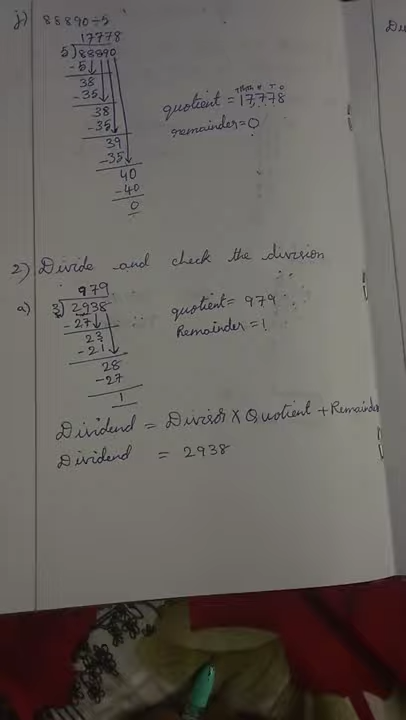 j) 88890÷5
17778
5)88890
-5
38
-35
38
-35
39
-35
40
-40
0
quotient = 17778
remainder=0
2) Divide and check the division
979
a) 3)2938
-27
23
-21
28
-27
1
quotient = 979
Remainder = 1
Dividend = Divisor × Quotient + Remainder
Dividend = 2938